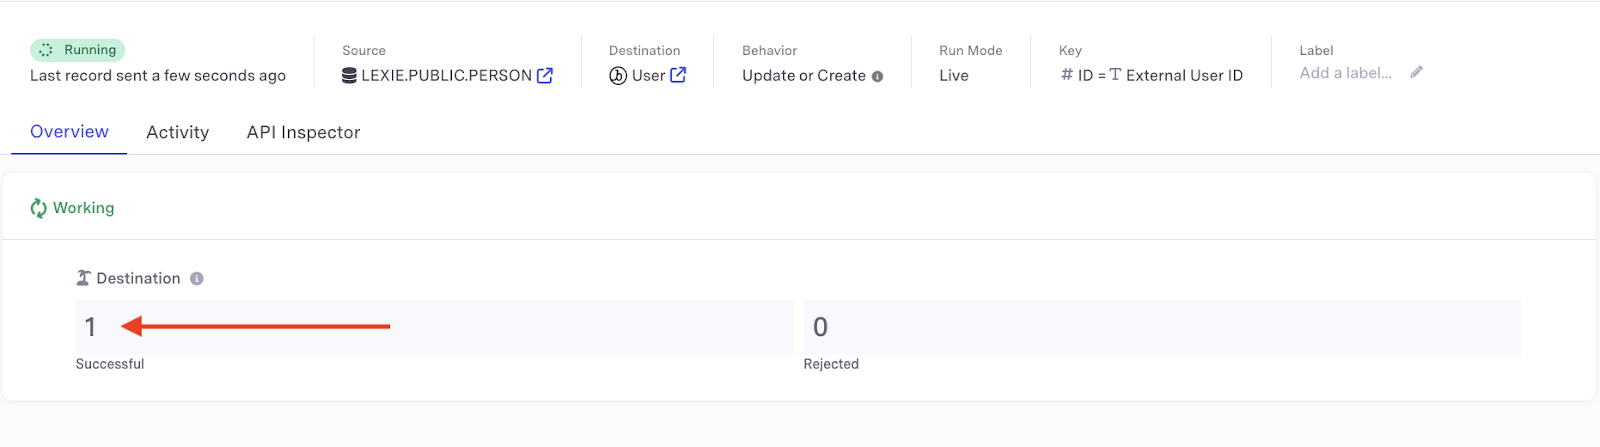 Running
Last record sent a few seconds ago
Source
LEXIE.PUBLIC.PERSON
Destination
User
Behavior
Update or Create
Run Mode
Live
Key
# ID = T External User ID
Label
Add a label...
Overview Activity API Inspector
Working
Destination
1
Successful
0
Rejected